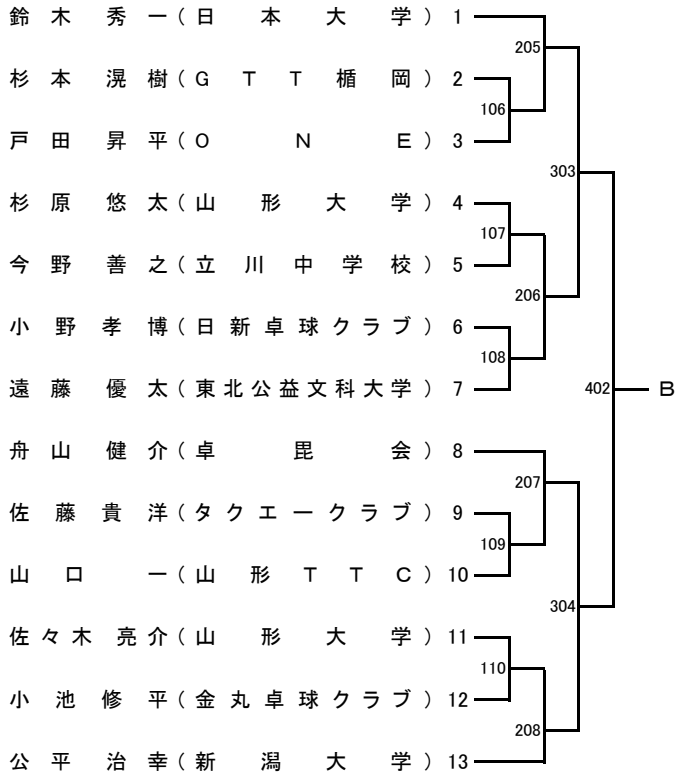 鈴木秀一(日本大学) 1
205
杉本滉樹(GTT楯岡) 2
106
戸田昇平(ONE) 3
303
杉原悠太(山形大学) 4
107
今野善之(立川中学校) 5
206
小野孝博(日新卓球クラブ) 6
108
遠藤優太(東北公益文科大学) 7
402 B
舟山健介(卓毘会) 8
207
佐藤貴洋(タクエークラブ) 9
109
山口一(山形TTC) 10
304
佐々木亮介(山形大学) 11
110
小池修平(金丸卓球クラブ) 12
208
公平治幸(新潟大学) 13